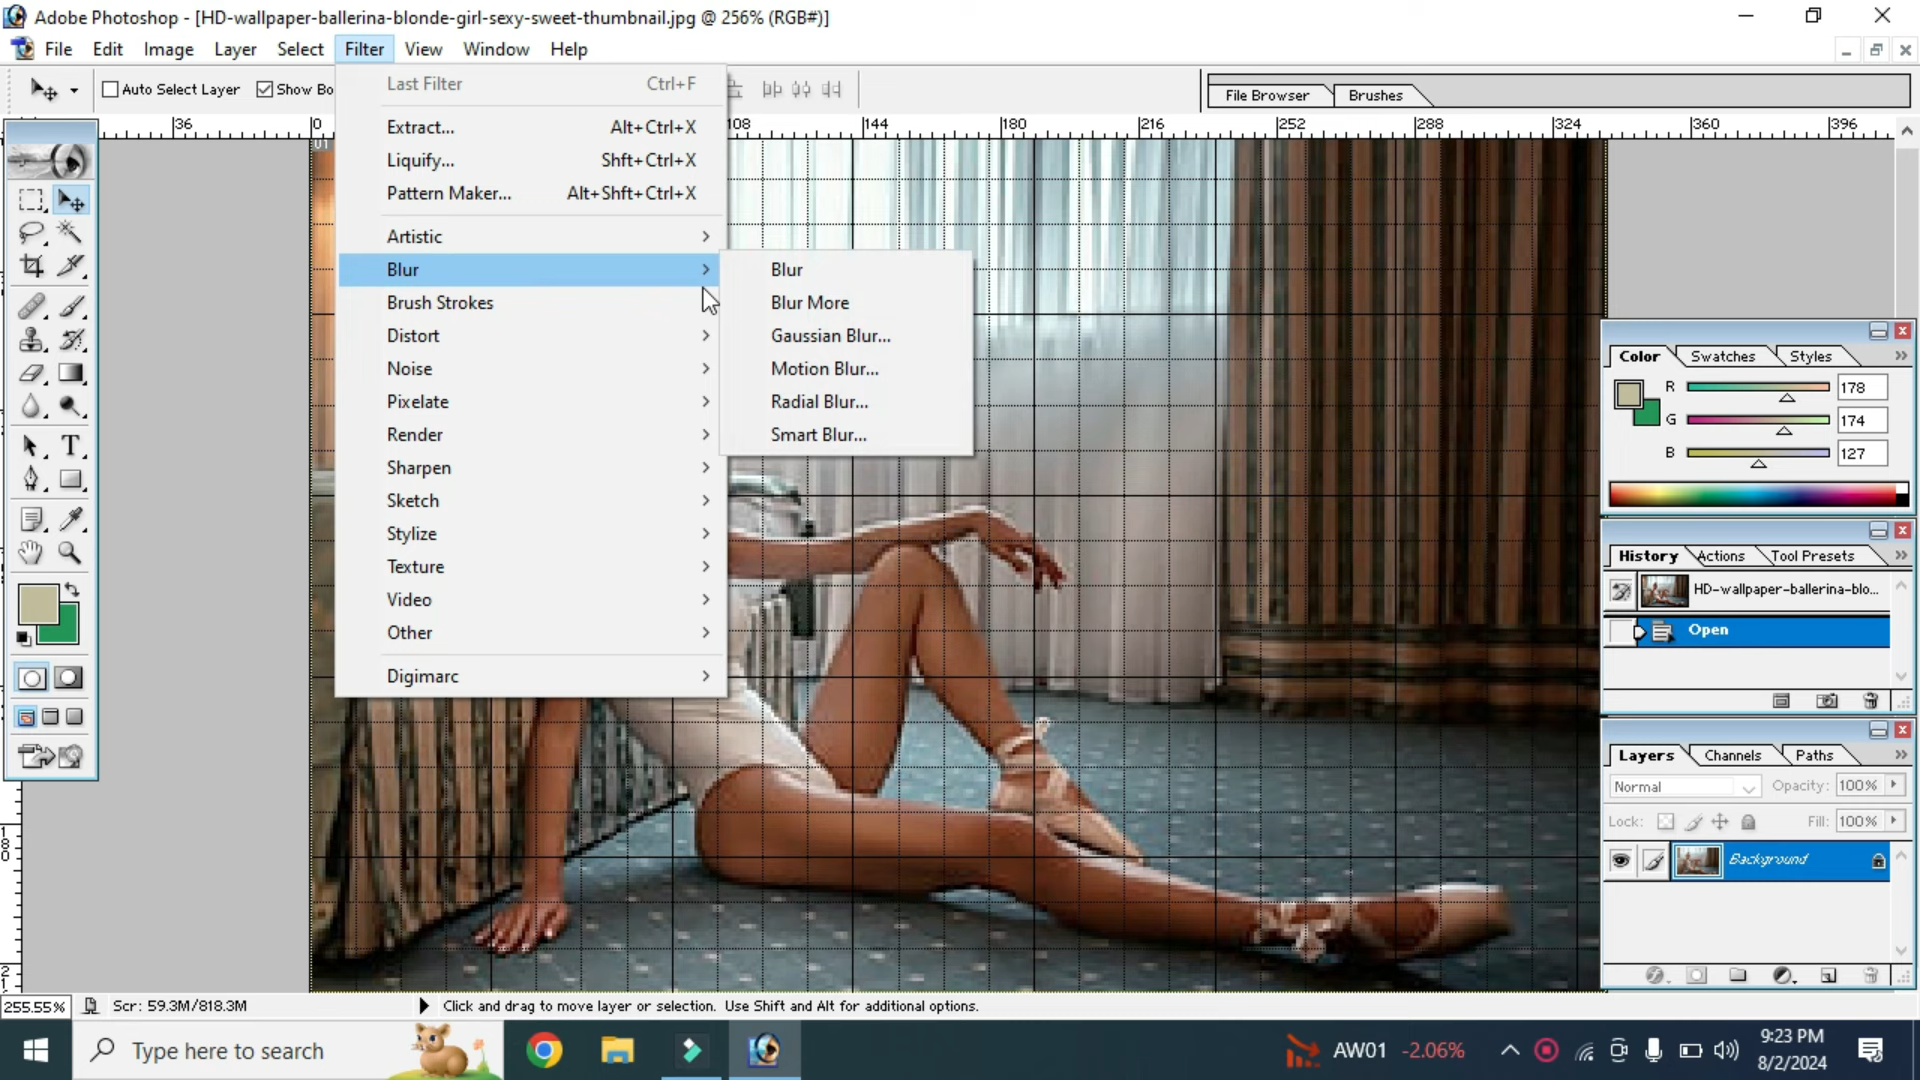 Adobe Photoshop - [HD-wallpaper-ballerina-blonde-girl-sexy-sweet-thumbnail.jpg @ 256% (RGB#)]
File Edit Image Layer Select Filter View Window Help
Auto Select Layer Show Bo
File Browser Brushes
36 0 108 144 180 216 252 288 324 360 396
Last Filter Ctrl+F
Extract... Alt+Ctrl+X
Liquify... Shft+Ctrl+X
Pattern Maker... Alt+Shft+Ctrl+X
Artistic
Blur
Brush Strokes
Distort
Noise
Pixelate
Render
Sharpen
Sketch
Stylize
Texture
Video
Other
Digimarc
Blur
Blur More
Gaussian Blur...
Motion Blur...
Radial Blur...
Smart Blur...
Color Swatches Styles
R 178
G 174
B 127
History Actions Tool Presets
HD-wallpaper-ballerina-blo...
Open
Layers Channels Paths
Normal Opacity: 100%
Lock: Fill: 100%
Background
255.55% Scr: 59.3M/818.3M Click and drag to move layer or selection. Use Shift and Alt for additional options.
Type here to search
AW01 -2.06%
9:23 PM
8/2/2024